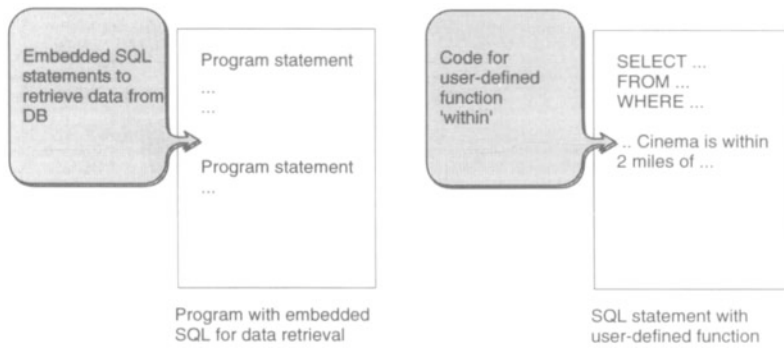 Embedded SQL
statements to
retrieve data from
DB
Program statement
...
...
Program statement
...
Program with embedded
SQL for data retrieval
Code for
user-defined
function
'within'
SELECT ...
FROM ...
WHERE ...
.. Cinema is within
2 miles of ...
SQL statement with
user-defined function